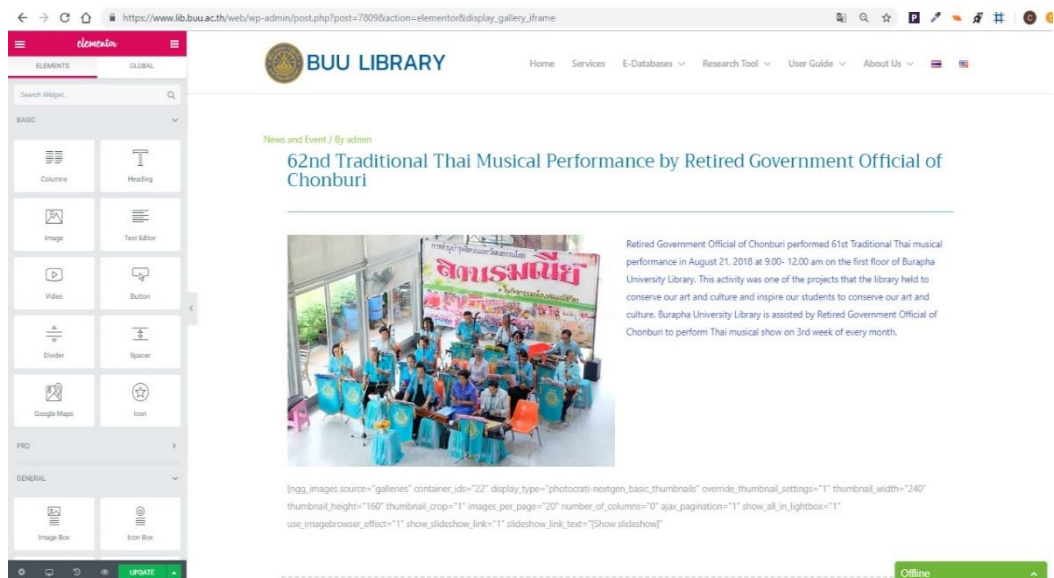 https://www.lib.buu.ac.th/web/wp-admin/post.php?post=7809&action=elementor&display_gallery_iframe
elementor
ELEMENTS GLOBAL
Search Widget...
BASIC
Columns Heading
Image Text Editor
Video Button
Divider Spacer
Google Maps Icon
PRO
GENERAL
Image Box Icon Box
UPDATE
BUU LIBRARY
Home Services E-Databases Research Tool User Guide About Us
News and Event / By admin
62nd Traditional Thai Musical Performance by Retired Government Official of
Chonburi
Retired Government Official of Chonburi performed 61st Traditional Thai musical
performance in August 21, 2018 at 9.00- 12.00 am on the first floor of Burapha
University Library. This activity was one of the projects that the library held to
conserve our art and culture and inspire our students to conserve our art and
culture. Burapha University Library is assisted by Retired Government Official of
Chonburi to perform Thai musical show on 3rd week of every month.
[ngg_images source="galleries" container_ids="22" display_type="photocrati-nextgen_basic_thumbnails" override_thumbnail_settings="1" thumbnail_width="240"
thumbnail_height="160" thumbnail_crop="1" images_per_page="20" number_of_columns="0" ajax_pagination="1" show_all_in_lightbox="1"
use_imagebrowser_effect="1" show_slideshow_link="1" slideshow_link_text="[Show slideshow]"
Offline